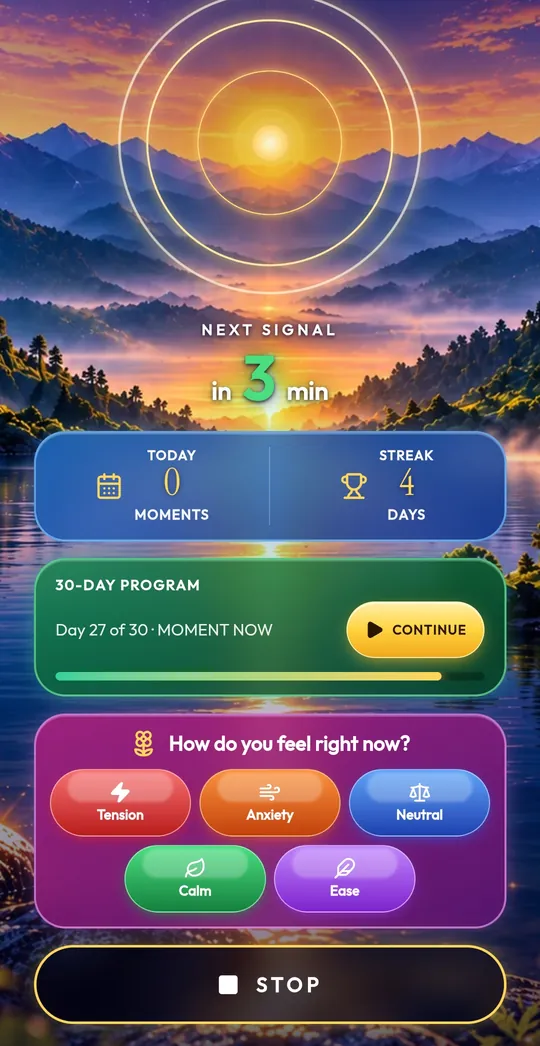 NEXT SIGNAL
in 3 min
TODAY
0
MOMENTS
STREAK
4
DAYS
30-DAY PROGRAM
Day 27 of 30 · MOMENT NOW
CONTINUE
How do you feel right now?
Tension
Anxiety
Neutral
Calm
Ease
STOP